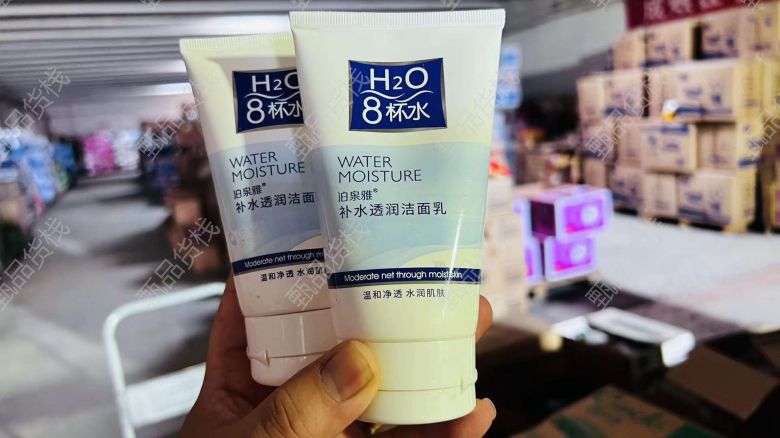 H2O
8杯水
WATER
MOISTURE
泊泉雅®
补水透润洁面
Moderate net through m
温和净透 水润肌
H2O
8杯水
WATER
MOISTURE
泊泉雅®
补水透润洁面乳
Moderate net through moist skin
温和净透 水润肌肤
甄品货栈